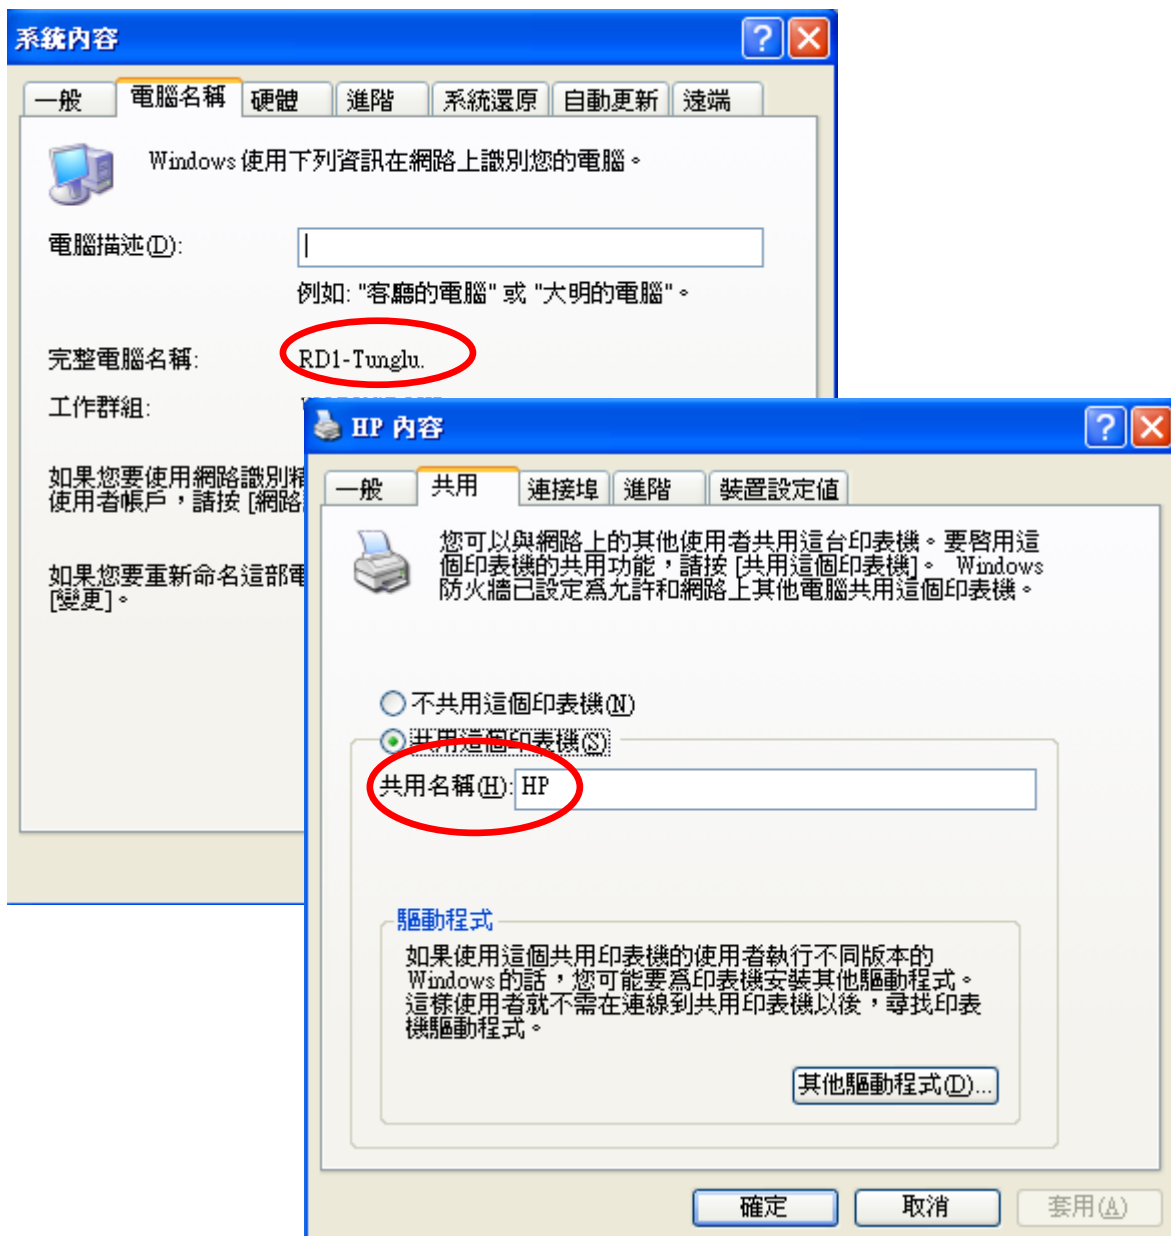 系統內容
一般 電腦名稱 硬體 進階 系統還原 自動更新 遠端
Windows 使用下列資訊在網路上識別您的電腦。
電腦描述(D):
例如: "客廳的電腦" 或 "大明的電腦"。
完整電腦名稱: RD1-Tunglu.
工作群組:
如果您要使用網路識別精
使用者帳戶，請按 [網路
如果您要重新命名這部電
[變更]。
HP 內容
一般 共用 連接埠 進階 裝置設定值
您可以與網路上的其他使用者共用這台印表機。要啓用這
個印表機的共用功能，請按 [共用這個印表機]。 Windows
防火牆已設定爲允許和網路上其他電腦共用這個印表機。
不共用這個印表機(N)
共用這個印表機(S)
共用名稱(H): HP
驅動程式
如果使用這個共用印表機的使用者執行不同版本的
Windows 的話，您可能要爲印表機安裝其他驅動程式。
這樣使用者就不需在連線到共用印表機以後，尋找印表
機驅動程式。
其他驅動程式(D)...
確定 取消 套用(A)